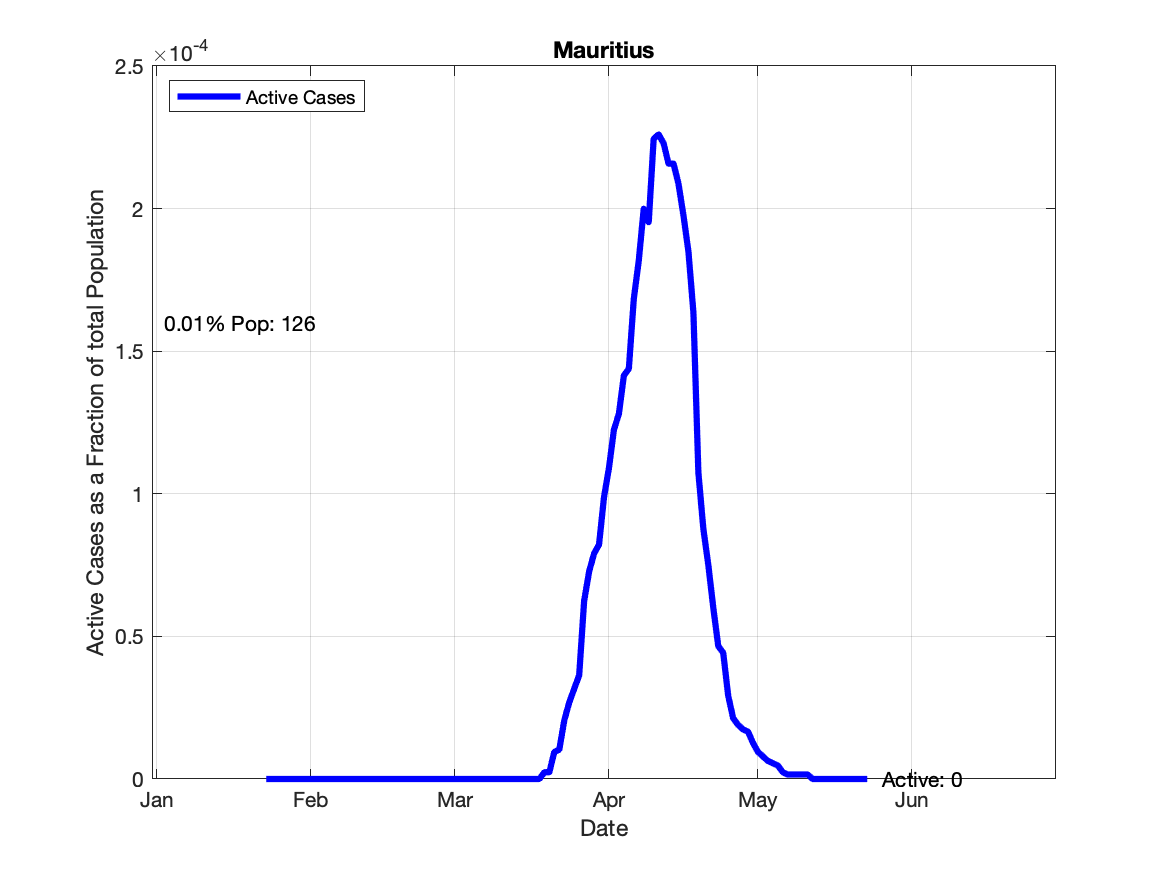 Mauritius
×10-4
2.5
2
1.5
1
0.5
0
Active Cases as a Fraction of total Population
Active Cases
0.01% Pop: 126
Active: 0
Jan Feb Mar Apr May Jun
Date